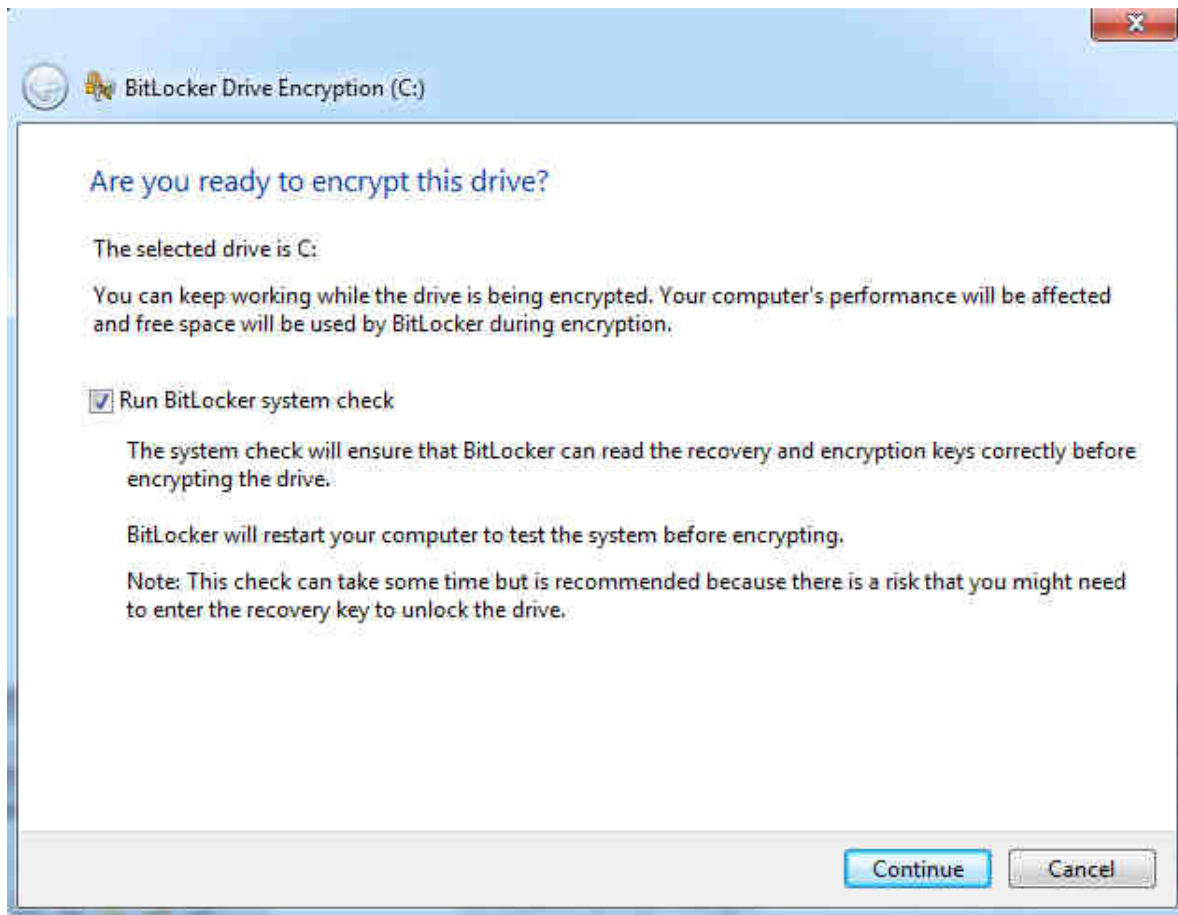 BitLocker Drive Encryption (C:)
Are you ready to encrypt this drive?
The selected drive is C:
You can keep working while the drive is being encrypted. Your computer's performance will be affected
and free space will be used by BitLocker during encryption.
Run BitLocker system check
The system check will ensure that BitLocker can read the recovery and encryption keys correctly before
encrypting the drive.
BitLocker will restart your computer to test the system before encrypting.
Note: This check can take some time but is recommended because there is a risk that you might need
to enter the recovery key to unlock the drive.
Continue
Cancel